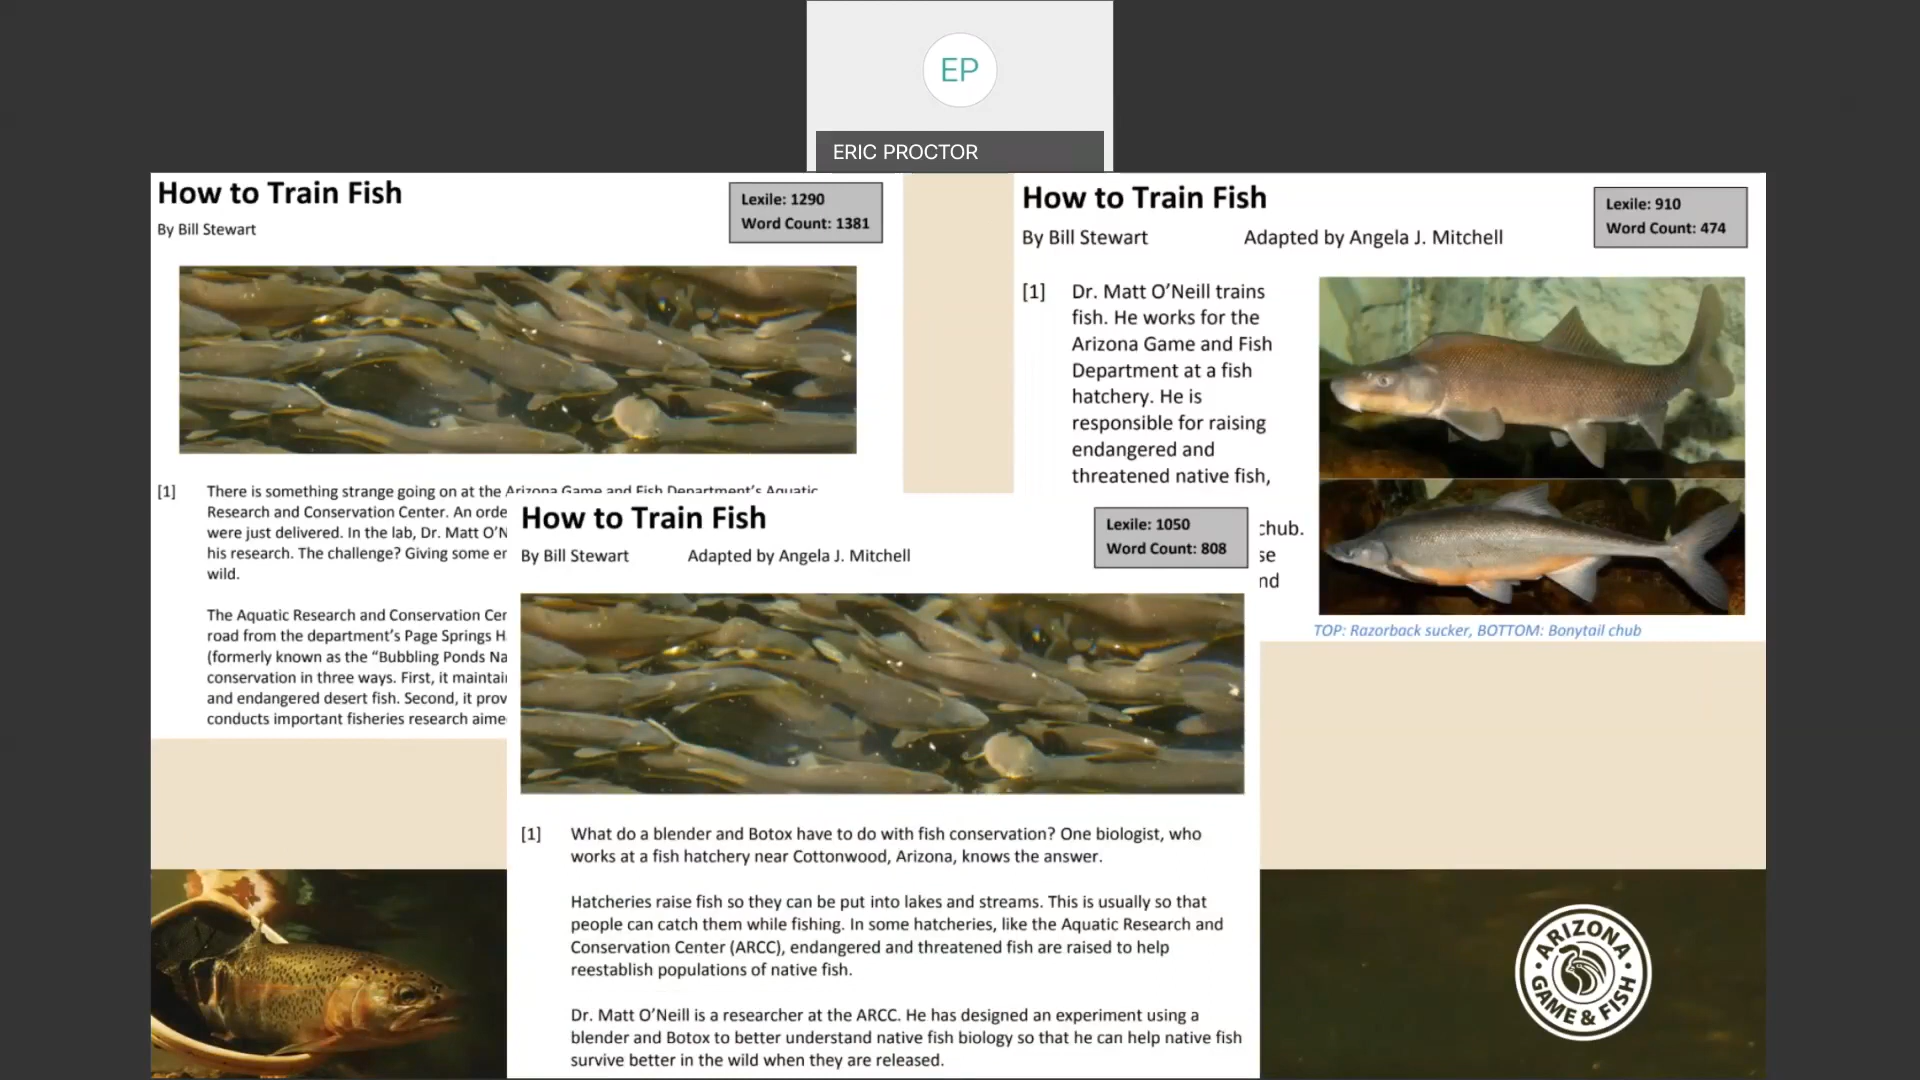 EP
ERIC PROCTOR
How to Train Fish
By Bill Stewart
Lexile: 1290
Word Count: 1381
[1] There is something strange going on at the Arizona Game and Fish Department's Aquatic
Research and Conservation Center. An orde
were just delivered. In the lab, Dr. Matt O'N
his research. The challenge? Giving some en
wild.
The Aquatic Research and Conservation Cen
road from the department's Page Springs H
(formerly known as the "Bubbling Ponds Na
conservation in three ways. First, it maintai
and endangered desert fish. Second, it prov
conducts important fisheries research aime
How to Train Fish
By Bill Stewart Adapted by Angela J. Mitchell
Lexile: 910
Word Count: 474
[1] Dr. Matt O'Neill trains
fish. He works for the
Arizona Game and Fish
Department at a fish
hatchery. He is
responsible for raising
endangered and
threatened native fish,
chub.
se
nd
TOP: Razorback sucker, BOTTOM: Bonytail chub
How to Train Fish
By Bill Stewart Adapted by Angela J. Mitchell
Lexile: 1050
Word Count: 808
[1] What do a blender and Botox have to do with fish conservation? One biologist, who
works at a fish hatchery near Cottonwood, Arizona, knows the answer.
Hatcheries raise fish so they can be put into lakes and streams. This is usually so that
people can catch them while fishing. In some hatcheries, like the Aquatic Research and
Conservation Center (ARCC), endangered and threatened fish are raised to help
reestablish populations of native fish.
Dr. Matt O'Neill is a researcher at the ARCC. He has designed an experiment using a
blender and Botox to better understand native fish biology so that he can help native fish
survive better in the wild when they are released.
ARIZONA
GAME & FISH